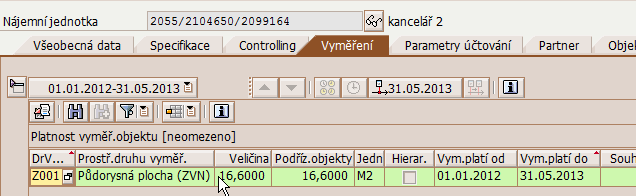 Nájemní jednotka 2055/2104650/2099164 kancelář 2
Všeobecná data Specifikace Controlling Vyměření Parametry účtování Partner Objek
01.01.2012-31.05.2013 31.05.2013
Platnost vyměř.objektu [neomezeno]
DrV... Prostř.druhu vyměř. Veličina Podříz.objekty Jedn Hierar. Vym.platí od Vym.platí do Souh
Z001 Půdorysná plocha (ZVN) 16,6000 16,6000 M2 01.01.2012 31.05.2013